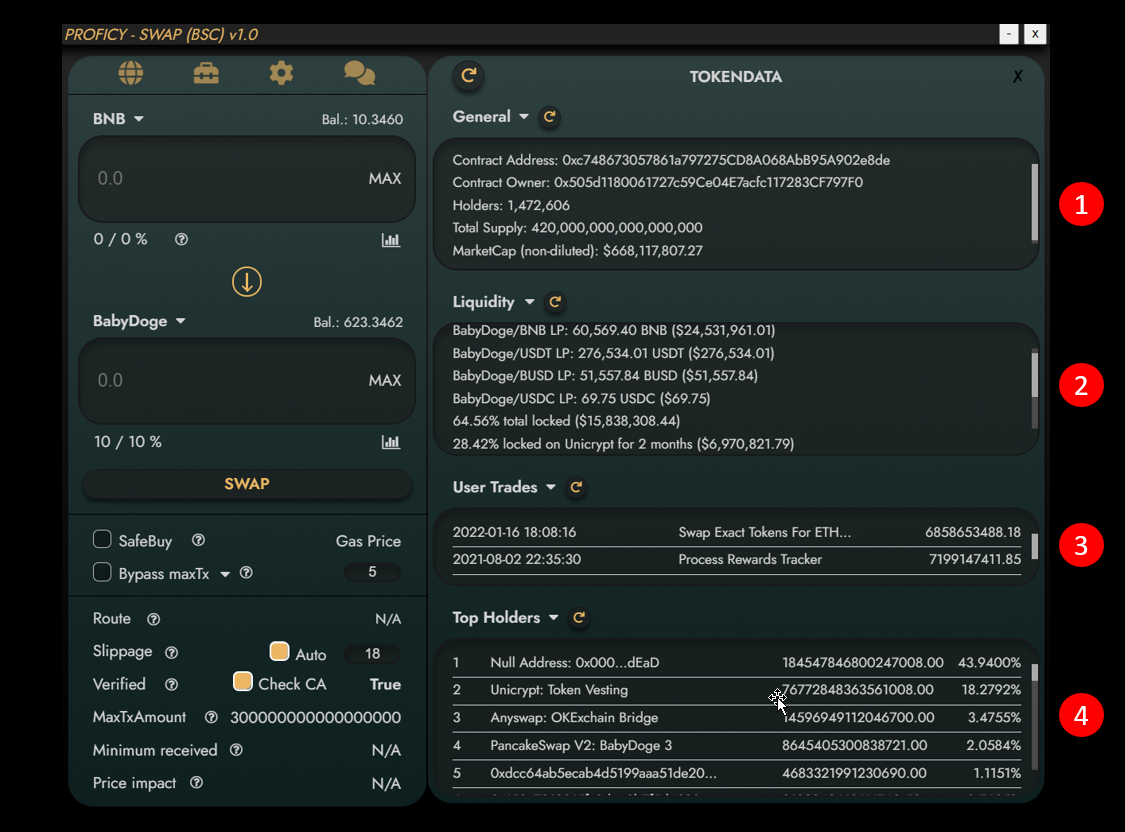 PROFICY - SWAP (BSC) v1.0
- X
BNB Bal.: 10.3460
0.0 MAX
0 / 0 %
BabyDoge Bal.: 623.3462
0.0 MAX
10 / 10 %
SWAP
SafeBuy Gas Price
Bypass maxTx 5
Route N/A
Slippage Auto 18
Verified Check CA True
MaxTxAmount 300000000000000000
Minimum received N/A
Price impact N/A
TOKENDATA X
General
Contract Address: 0xc748673057861a797275CD8A068AbB95A902e8de
Contract Owner: 0x505d1180061727c59Ce04E7acfc117283CF797F0
Holders: 1,472,606
Total Supply: 420,000,000,000,000,000
MarketCap (non-diluted): $668,117,807.27
1
Liquidity
BabyDoge/BNB LP: 60,569.40 BNB ($24,531,961.01)
BabyDoge/USDT LP: 276,534.01 USDT ($276,534.01)
BabyDoge/BUSD LP: 51,557.84 BUSD ($51,557.84)
BabyDoge/USDC LP: 69.75 USDC ($69.75)
64.56% total locked ($15,838,308.44)
28.42% locked on Unicrypt for 2 months ($6,970,821.79)
2
User Trades
2022-01-16 18:08:16 Swap Exact Tokens For ETH... 6858653488.18
2021-08-02 22:35:30 Process Rewards Tracker 7199147411.85
3
Top Holders
1 Null Address: 0x000...dEaD 184547846800247008.00 43.9400%
2 Unicrypt: Token Vesting 76772848363561008.00 18.2792%
3 Anyswap: OKExchain Bridge 14596949112046700.00 3.4755%
4 PancakeSwap V2: BabyDoge 3 8645405300838721.00 2.0584%
5 0xdcc64ab5ecab4d5199aaa51de20... 4683321991230690.00 1.1151%
4